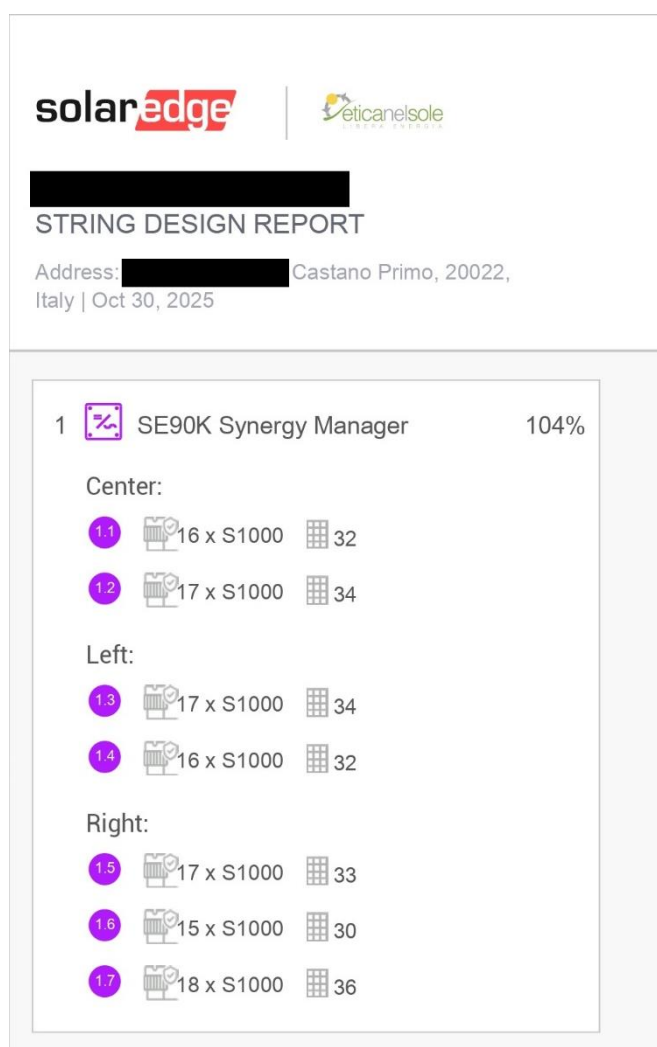 solaredge
eticanelsole
LIBERA ENERGIA
STRING DESIGN REPORT
Address: Castano Primo, 20022,
Italy | Oct 30, 2025
1 SE90K Synergy Manager 104%
Center:
1.1 16 x S1000 32
1.2 17 x S1000 34
Left:
1.3 17 x S1000 34
1.4 16 x S1000 32
Right:
1.5 17 x S1000 33
1.6 15 x S1000 30
1.7 18 x S1000 36